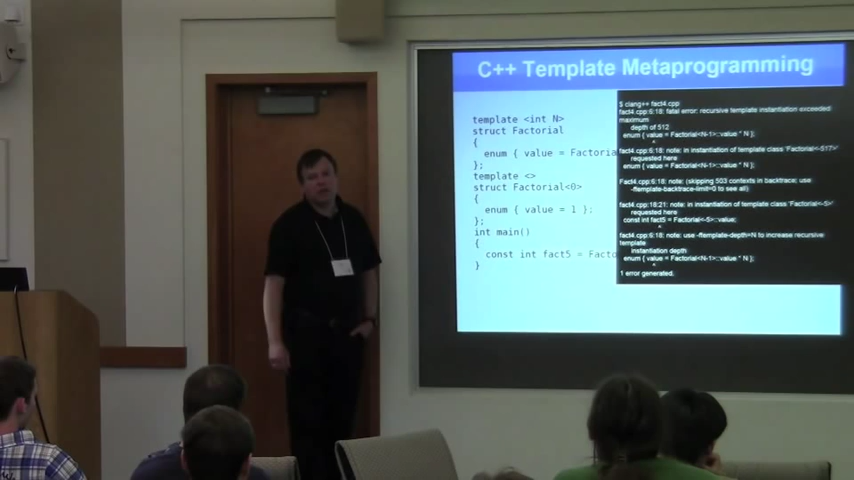 C++ Template Metaprogramming
template <int N>
struct Factorial
{
enum { value = Factoria
};
template <>
struct Factorial<0>
{
enum { value = 1 };
};
int main()
{
const int fact5 = Facto
}
$ clang++ fact4.cpp
fact4.cpp:6:18: fatal error: recursive template instantiation exceeded
maximum
depth of 512
enum { value = Factorial<N-1>::value * N };
^
fact4.cpp:6:18: note: in instantiation of template class 'Factorial<-517>'
requested here
enum { value = Factorial<N-1>::value * N };
^
Fact4.cpp:6:18: note: (skipping 503 contexts in backtrace; use
-ftemplate-backtrace-limit=0 to see all)
fact4.cpp:18:21: note: in instantiation of template class 'Factorial<-5>'
requested here
const int fact5 = Factorial<-5>::value;
^
fact4.cpp:6:18: note: use -ftemplate-depth=N to increase recursive
template
instantiation depth
enum { value = Factorial<N-1>::value * N };
^
1 error generated.